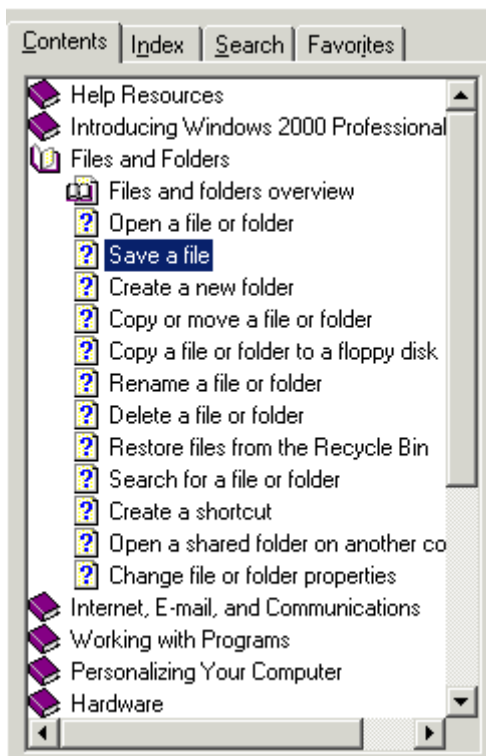 Contents Index Search Favorites
Help Resources
Introducing Windows 2000 Professional
Files and Folders
Files and folders overview
? Open a file or folder
? Save a file
? Create a new folder
? Copy or move a file or folder
? Copy a file or folder to a floppy disk
? Rename a file or folder
? Delete a file or folder
? Restore files from the Recycle Bin
? Search for a file or folder
? Create a shortcut
? Open a shared folder on another co
? Change file or folder properties
Internet, E-mail, and Communications
Working with Programs
Personalizing Your Computer
Hardware